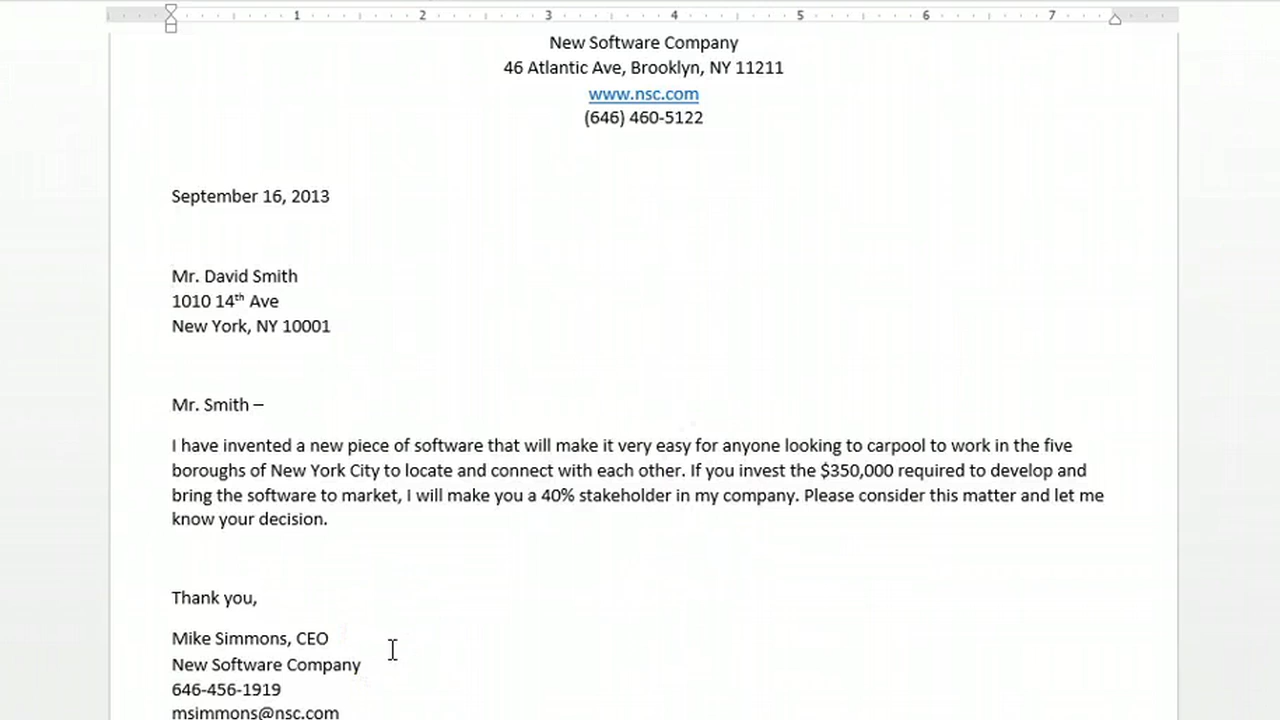 1 2 3 4 5 6 7
New Software Company
46 Atlantic Ave, Brooklyn, NY 11211
www.nsc.com
(646) 460-5122
September 16, 2013
Mr. David Smith
1010 14th Ave
New York, NY 10001
Mr. Smith –
I have invented a new piece of software that will make it very easy for anyone looking to carpool to work in the five
boroughs of New York City to locate and connect with each other. If you invest the $350,000 required to develop and
bring the software to market, I will make you a 40% stakeholder in my company. Please consider this matter and let me
know your decision.
Thank you,
Mike Simmons, CEO
New Software Company
646-456-1919
msimmons@nsc.com